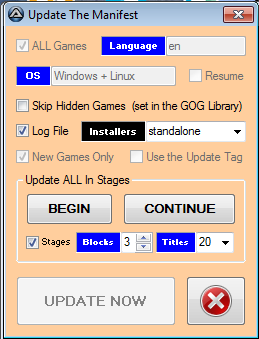 Update The Manifest
ALL Games Language en
OS Windows + Linux Resume
Skip Hidden Games (set in the GOG Library)
Log File Installers standalone
New Games Only Use the Update Tag
Update ALL In Stages
BEGIN CONTINUE
Stages Blocks 3 Titles 20
UPDATE NOW